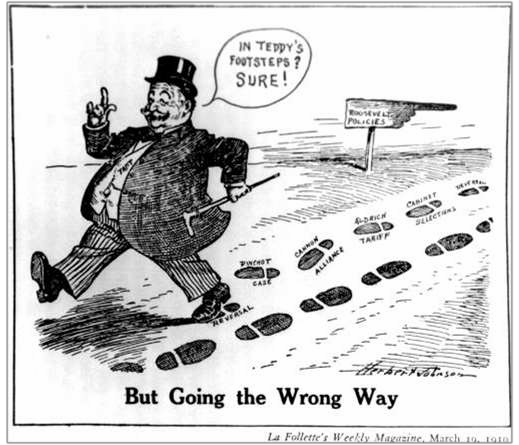 IN TEDDY'S
FOOTSTEPS?
SURE!
ROOSEVELT
POLICIES
TAFT
PINCHOT
CASE
CANNON
ALLIANCE
ALDRICH
TARIFF
CABINET
SELECTIONS
REVERSAL
Herbert Johnson
But Going the Wrong Way
La Follette's Weekly Magazine, March 19, 1910